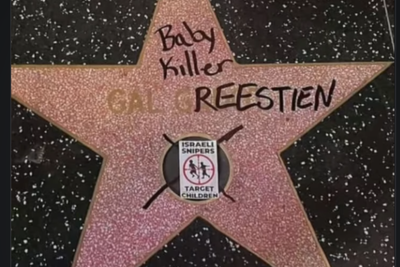 Baby
Killer
GAL GREESTIEN
ISRAELI
SNIPERS
TARGET
CHILDREN